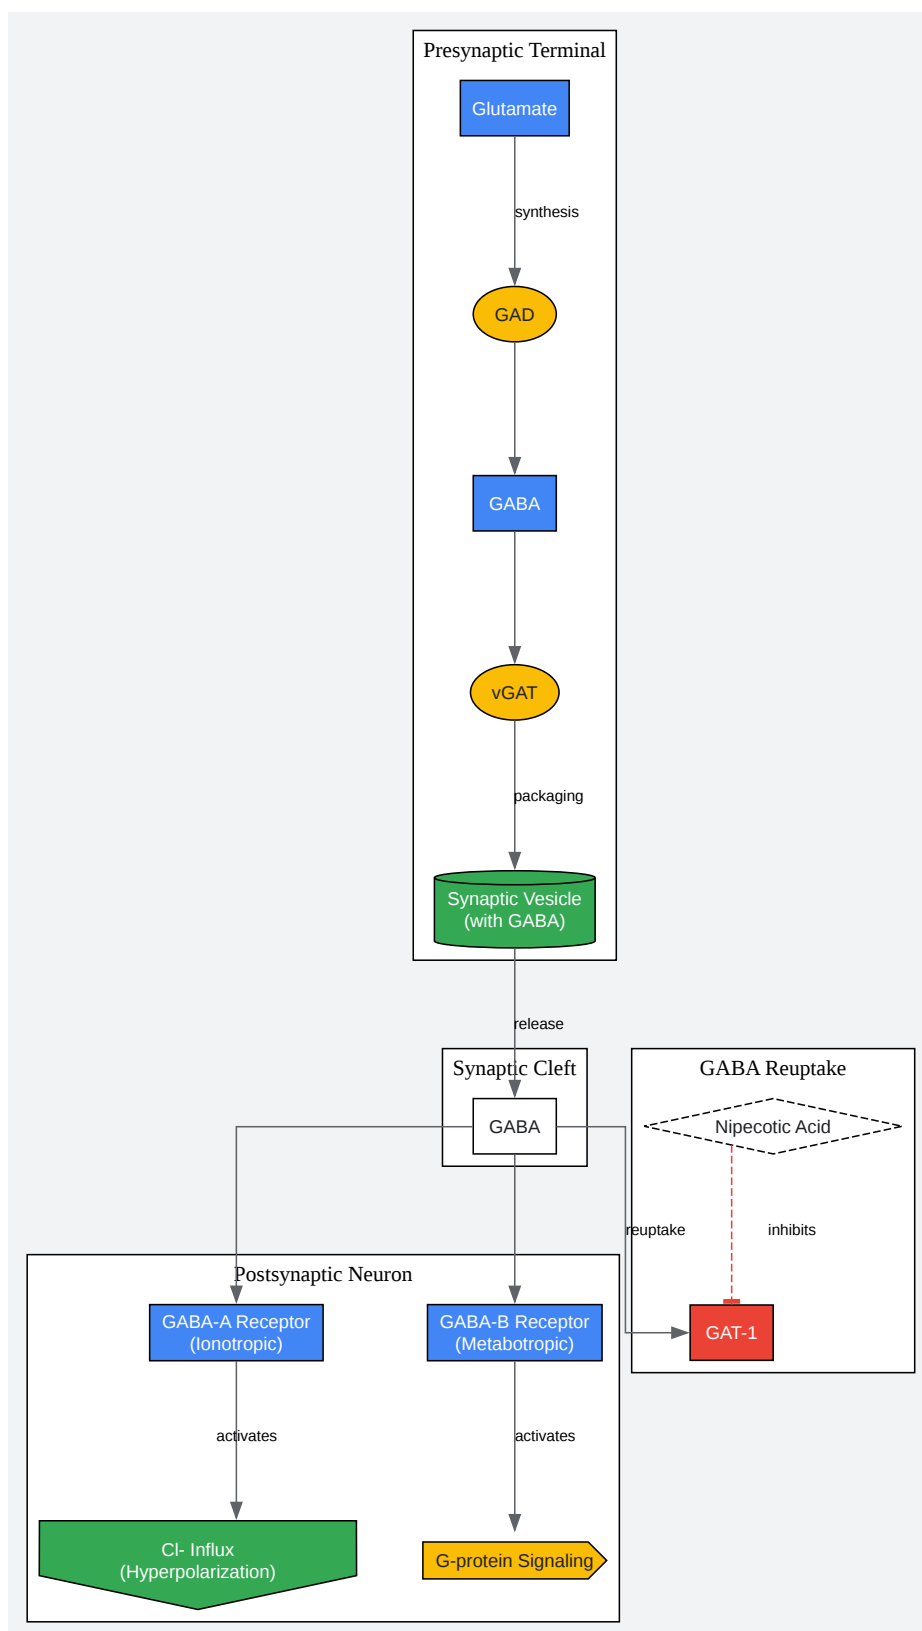 Presynaptic Terminal
Glutamate
synthesis
GAD
GABA
vGAT
packaging
Synaptic Vesicle
(with GABA)
release
Synaptic Cleft
GABA
GABA Reuptake
Nipecotic Acid
reuptake
inhibits
GAT-1
Postsynaptic Neuron
GABA-A Receptor
(Ionotropic)
GABA-B Receptor
(Metabotropic)
activates
activates
Cl- Influx
(Hyperpolarization)
G-protein Signaling